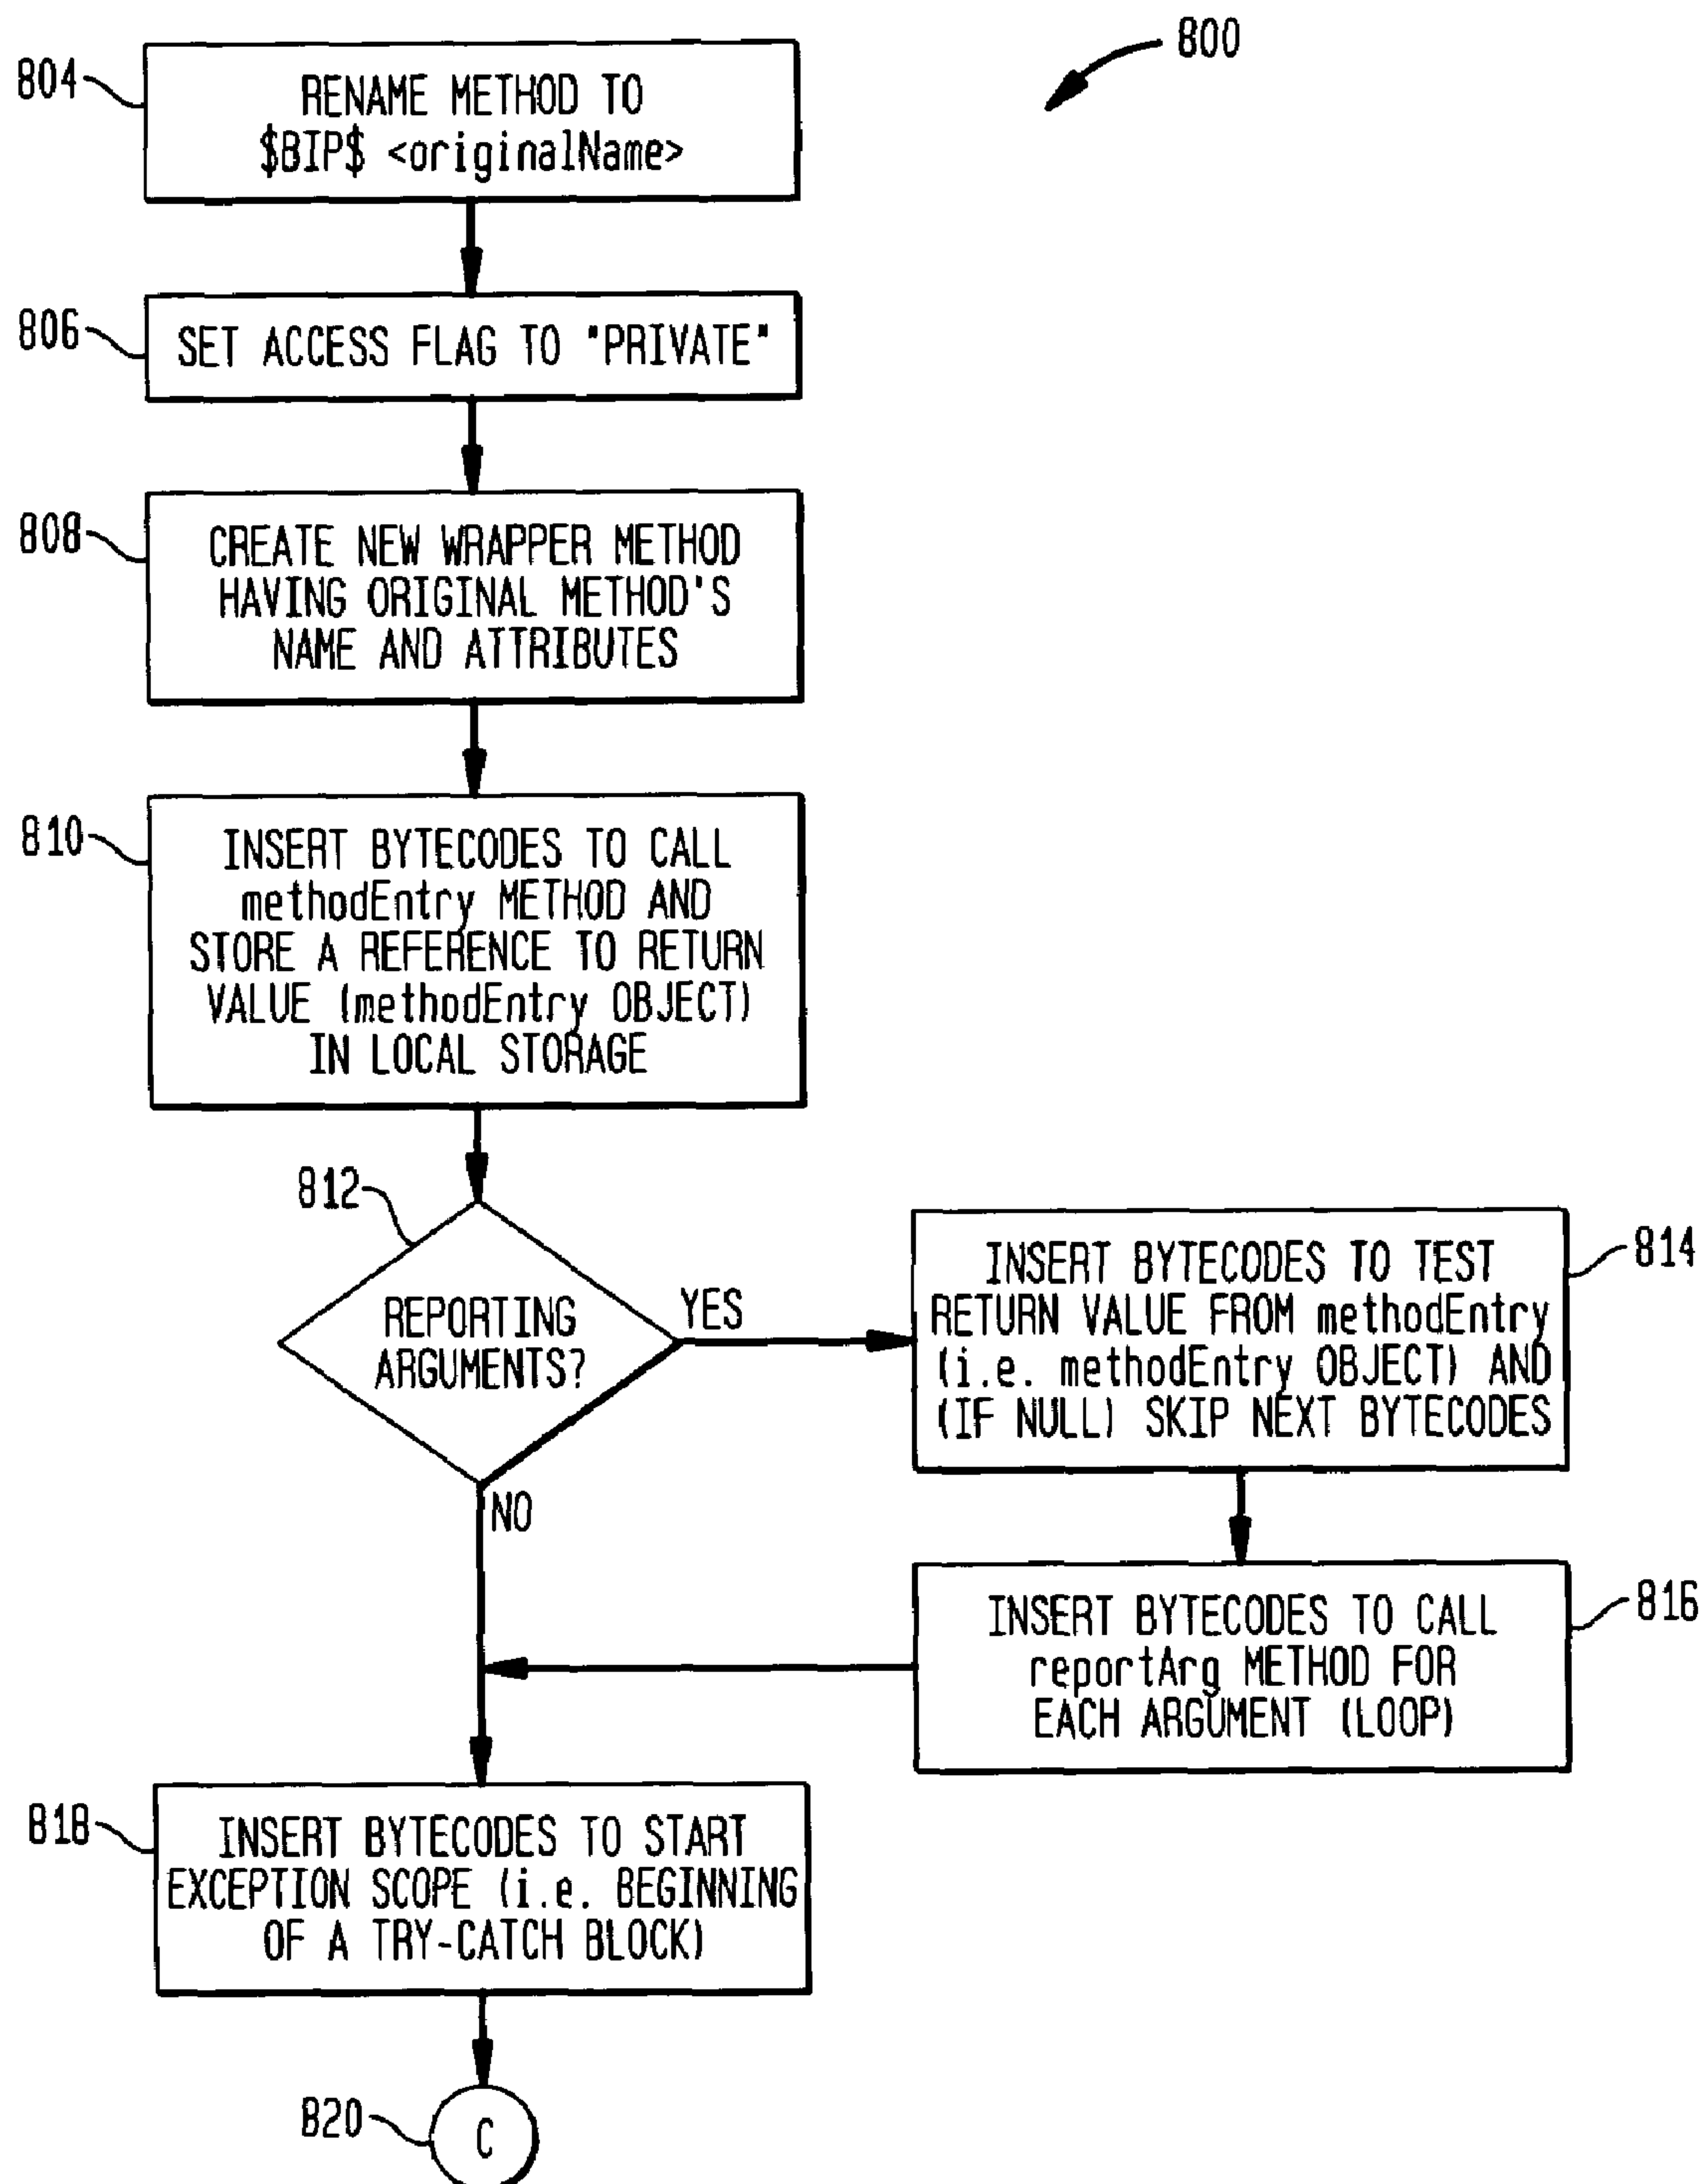 800
804
RENAME METHOD TO
$BIP$ <originalName>
806
SET ACCESS FLAG TO "PRIVATE"
808
CREATE NEW WRAPPER METHOD
HAVING ORIGINAL METHOD'S
NAME AND ATTRIBUTES
810
INSERT BYTECODES TO CALL
methodEntry METHOD AND
STORE A REFERENCE TO RETURN
VALUE (methodEntry OBJECT)
IN LOCAL STORAGE
812
REPORTING
ARGUMENTS?
YES
NO
814
INSERT BYTECODES TO TEST
RETURN VALUE FROM methodEntry
(i.e. methodEntry OBJECT) AND
(IF NULL) SKIP NEXT BYTECODES
816
INSERT BYTECODES TO CALL
reportArg METHOD FOR
EACH ARGUMENT (LOOP)
818
INSERT BYTECODES TO START
EXCEPTION SCOPE (i.e. BEGINNING
OF A TRY-CATCH BLOCK)
820
C